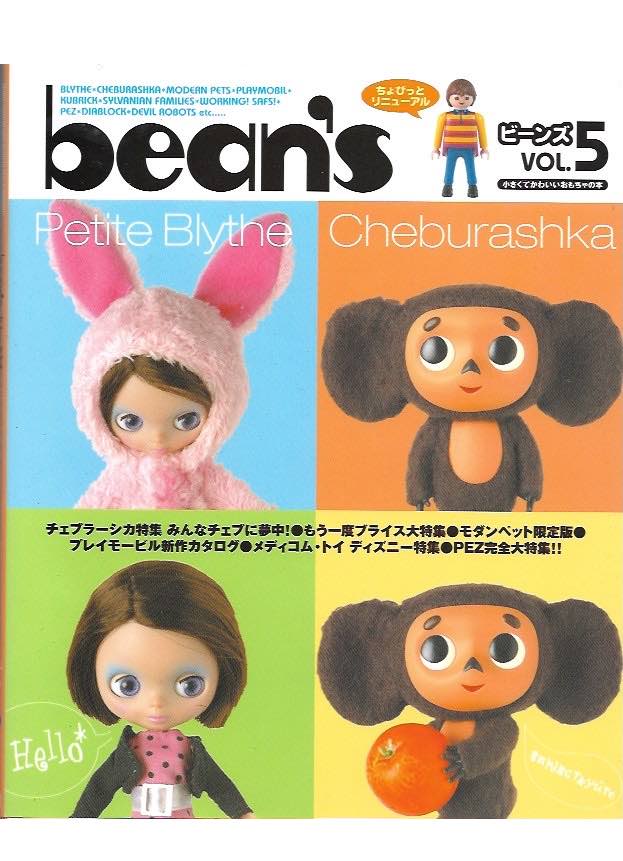 BLYTHE•CHEBURASHKA•MODERN PETS•PLAYMOBIL•
KUBRICK•SYLVANIAN FAMILIES•WORKING! SAFS!•
PEZ•DIABLOCK•DEVIL ROBOTS etc.....
bean's
ちょびっと
リニューアル
ビーンズ
VOL.5
小さくてかわいいおもちゃの本
Petite Blythe
Cheburashka
チェブラーシカ特集 みんなチェブに夢中!●もう一度ブライス大特集●モダンペット限定版●
プレイモービル新作カタログ●メディコム・トイ ディズニー特集●PEZ完全大特集!!
Hello*